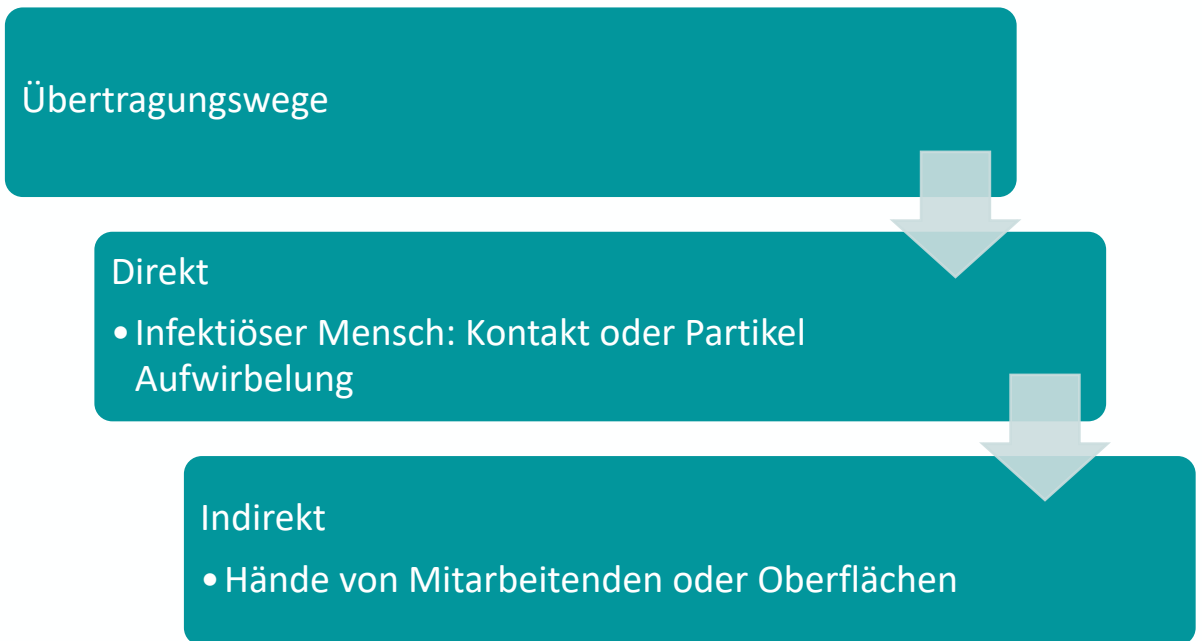 Übertragungswege
Direkt
• Infektiöser Mensch: Kontakt oder Partikel
Aufwirbelung
Indirekt
• Hände von Mitarbeitenden oder Oberflächen